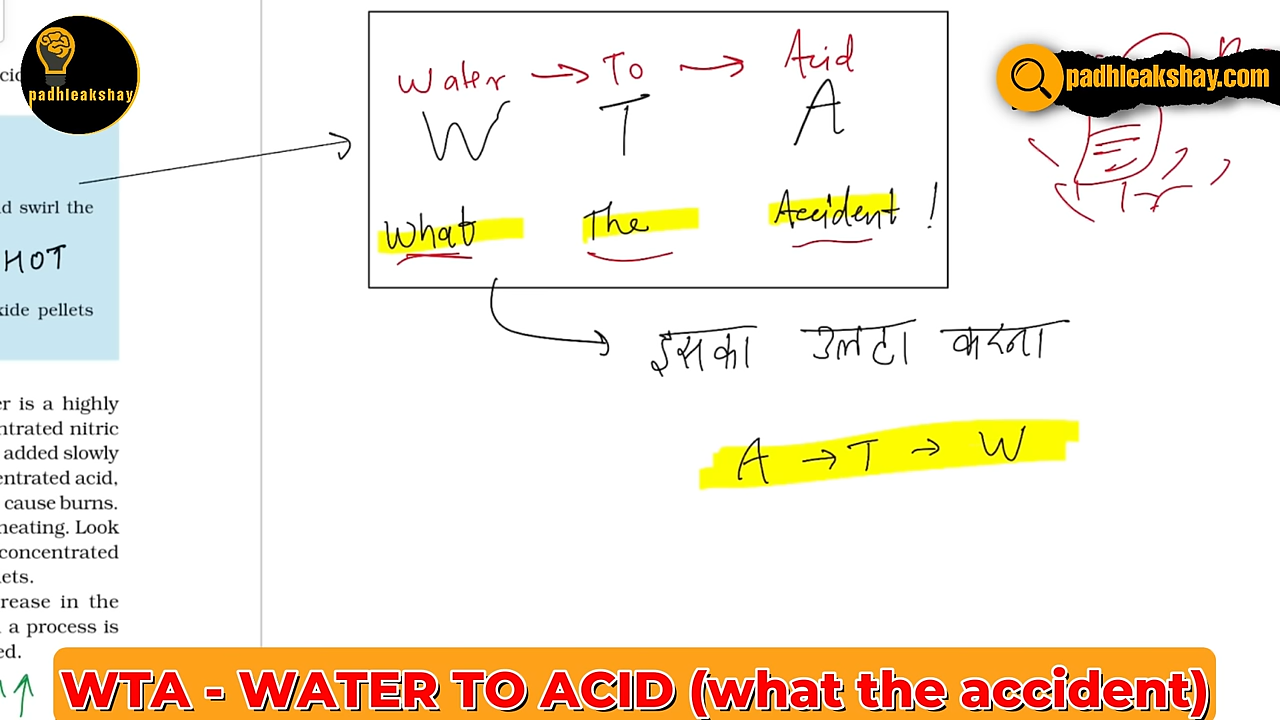 padhleakshay
padhleakshay.com
Water → To → Acid
W T A
What The Accident !
d swirl the
HOT
ide pellets
इसका उलटा करना
A → T → W
er is a highly
ntrated nitric
added slowly
entrated acid,
cause burns.
heating. Look
concentrated
ets.
rease in the
a process is
ed.
WTA - WATER TO ACID (what the accident)